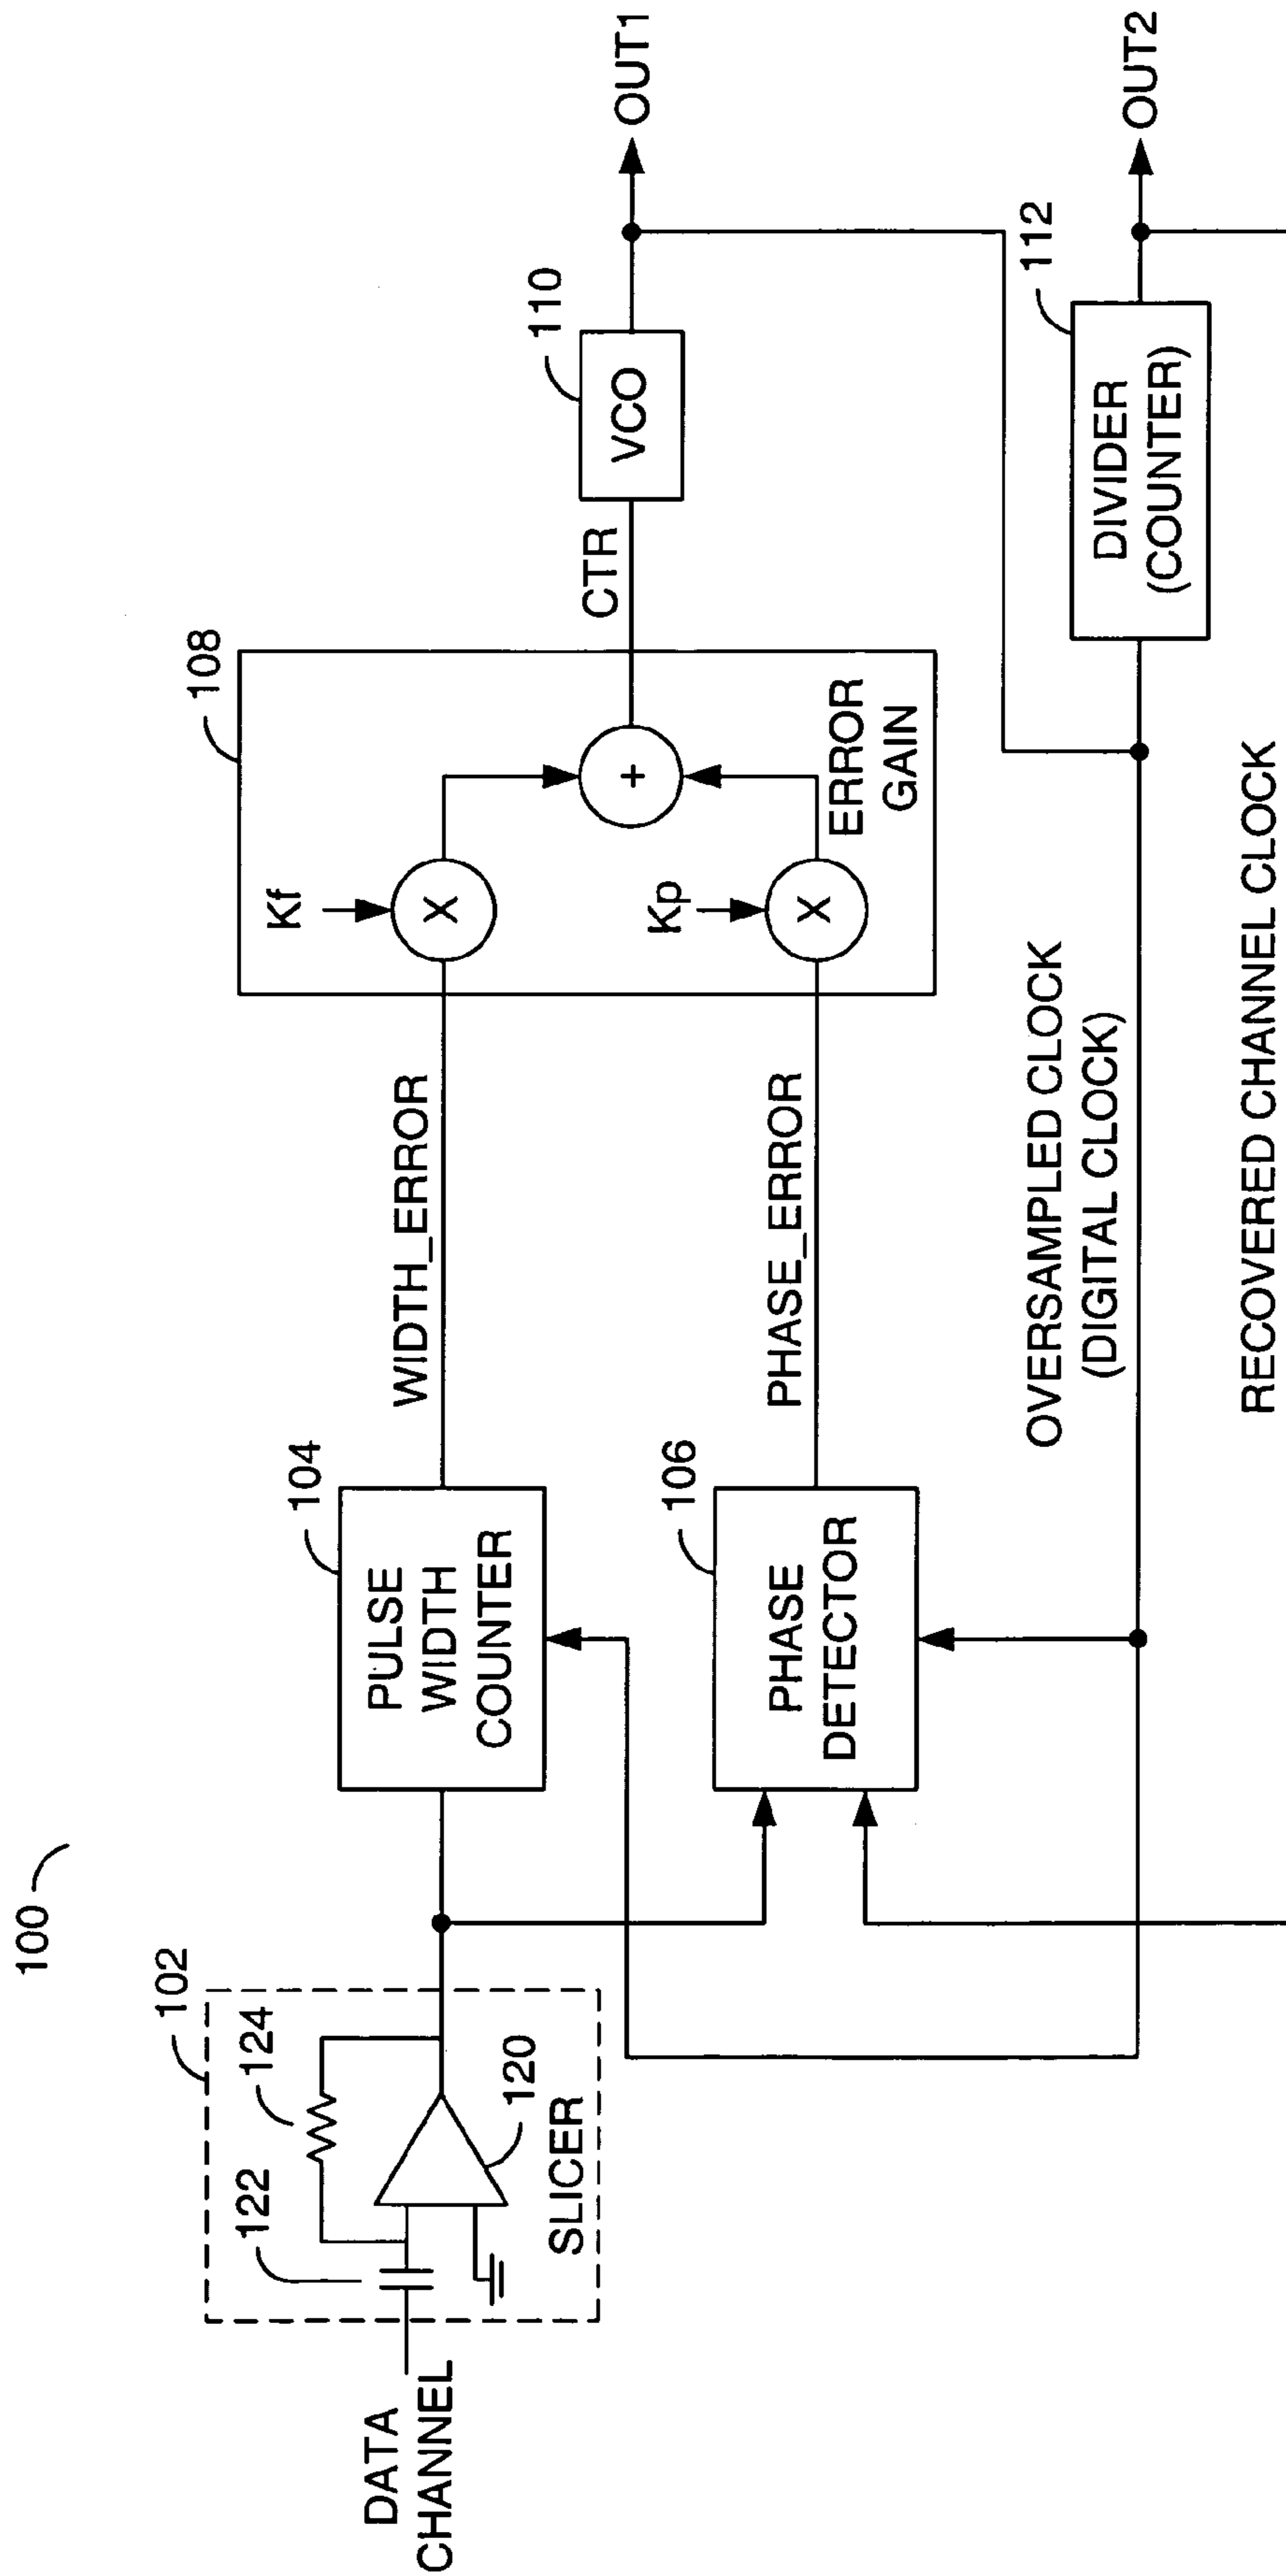 100
102
124
122
120
SLICER
DATA
CHANNEL
104
PULSE
WIDTH
COUNTER
WIDTH_ERROR
106
PHASE
DETECTOR
PHASE_ERROR
108
Kf
X
Kp
X
+
ERROR
GAIN
CTR
110
VCO
OUT1
OVERSAMPLED CLOCK
(DIGITAL CLOCK)
112
DIVIDER
(COUNTER)
OUT2
RECOVERED CHANNEL CLOCK